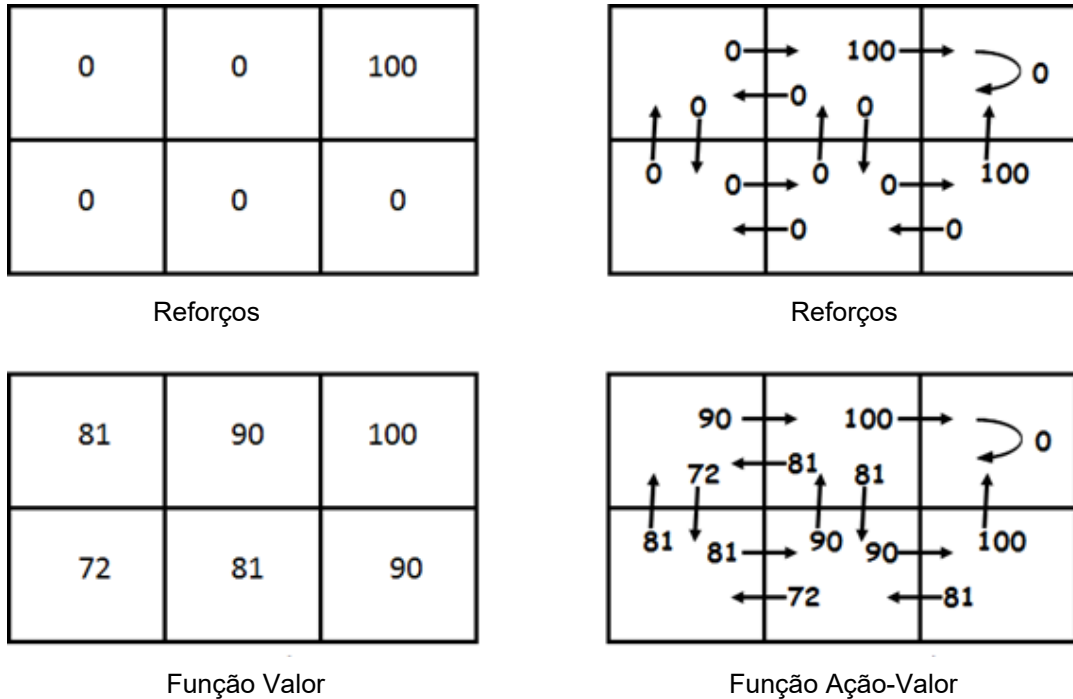 0 0 100
0 0 0
Reforços
0 100 0
0 0 0
0 0 0 0 100
0 0
Reforços
81 90 100
72 81 90
Função Valor
90 100 0
72 81 81
81 81 90 90 100
72 81
Função Ação-Valor